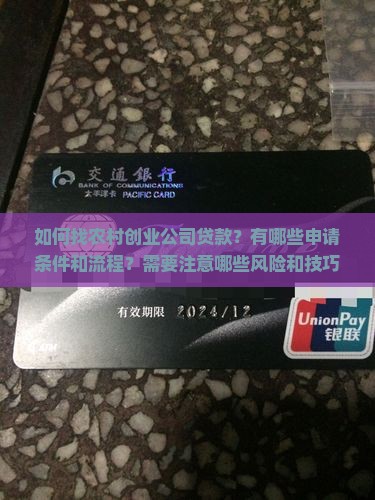 交通銀行
BANK OF COMMUNICATIONS
太平洋卡 PACIFIC CARD
如何找农村创业公司贷款？有哪些申请
条件和流程？需要注意哪些风险和技巧
有效期限 2024/12
UnionPay
银联
ATM